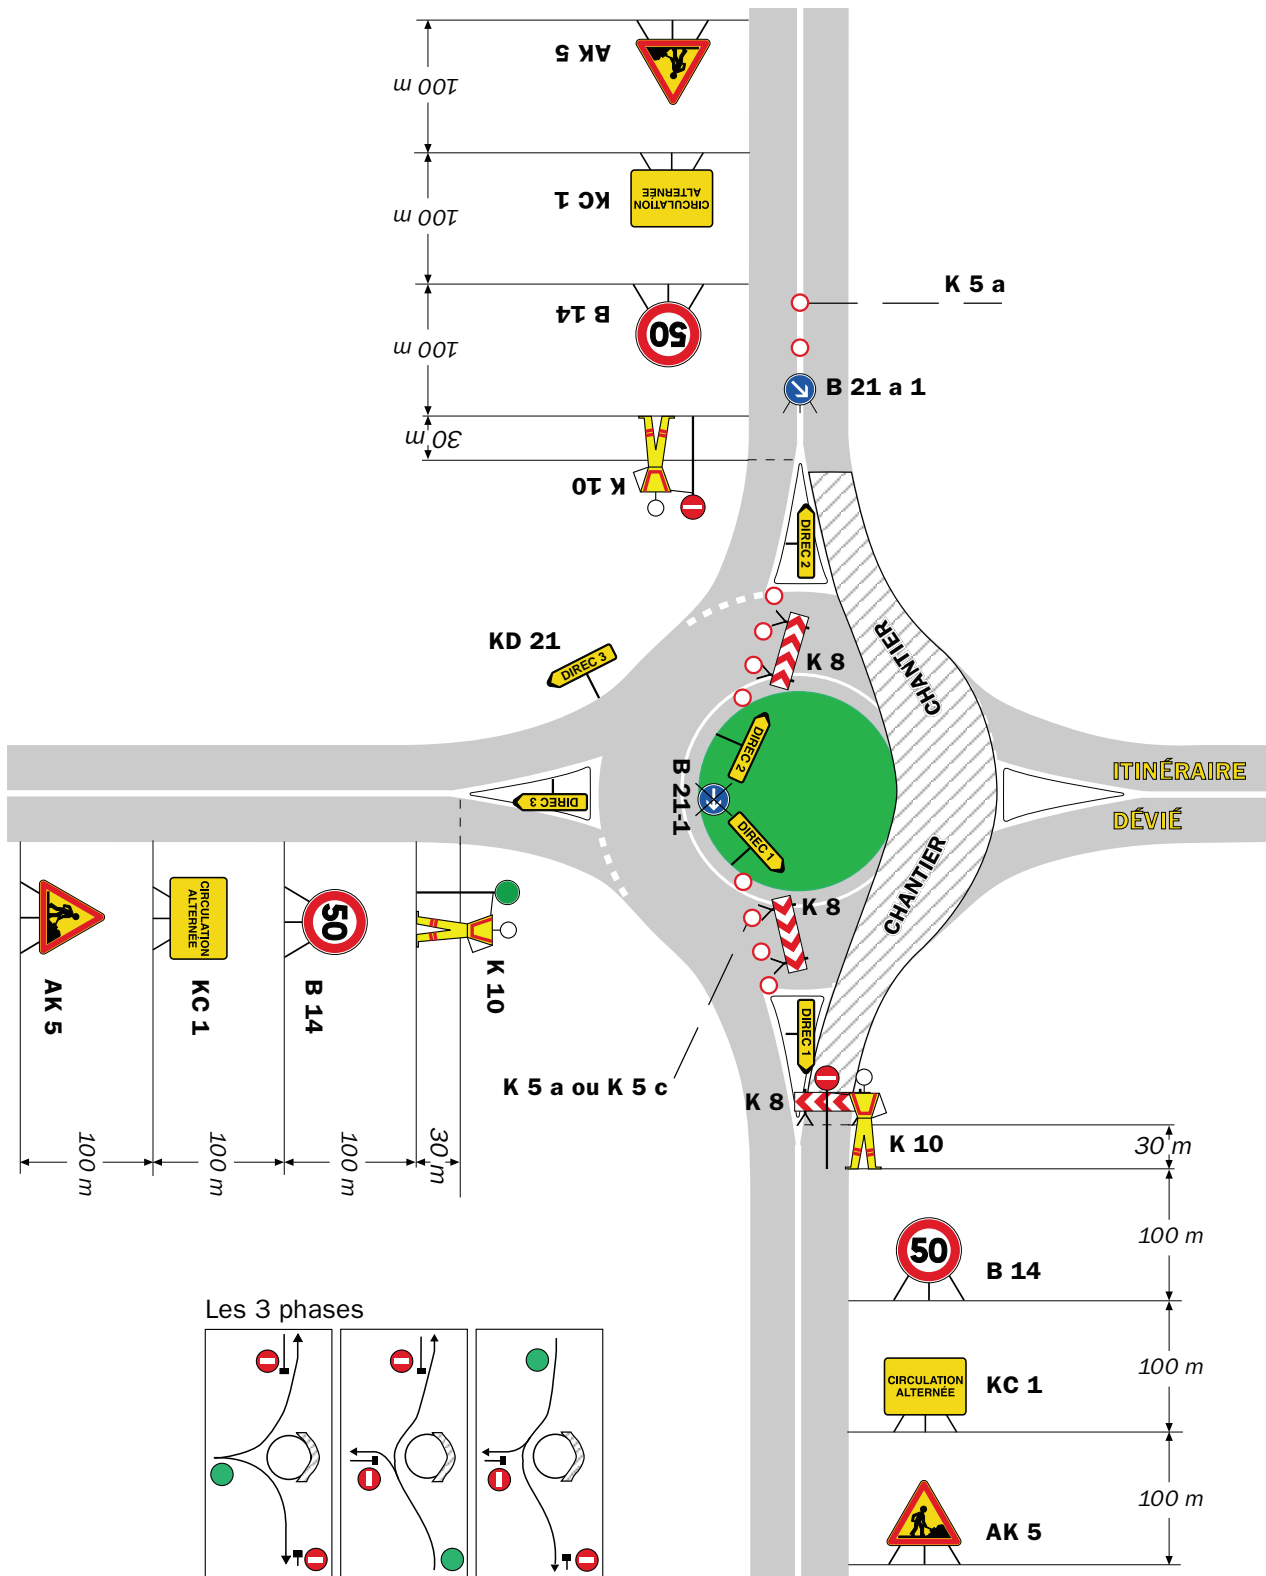 AK 5
100 m
KC 1
CIRCULATION
ALTERNÉE
100 m
K 5 a
B 14
50
100 m
B 21 a 1
30 m
K 10
DIREC 2
KD 21
DIREC 3
K 8
CHANTIER
DIREC 2
B 21-1
ITINÉRAIRE
DÉVIÉ
DIREC 3
DIREC 1
CHANTIER
K 8
CIRCULATION
ALTERNÉE
50
K 10
AK 5
KC 1
B 14
DIREC 1
K 5 a ou K 5 c
K 8
K 10
30 m
100 m
100 m
100 m
30 m
50
B 14
100 m
Les 3 phases
CIRCULATION
ALTERNÉE
KC 1
100 m
AK 5
100 m